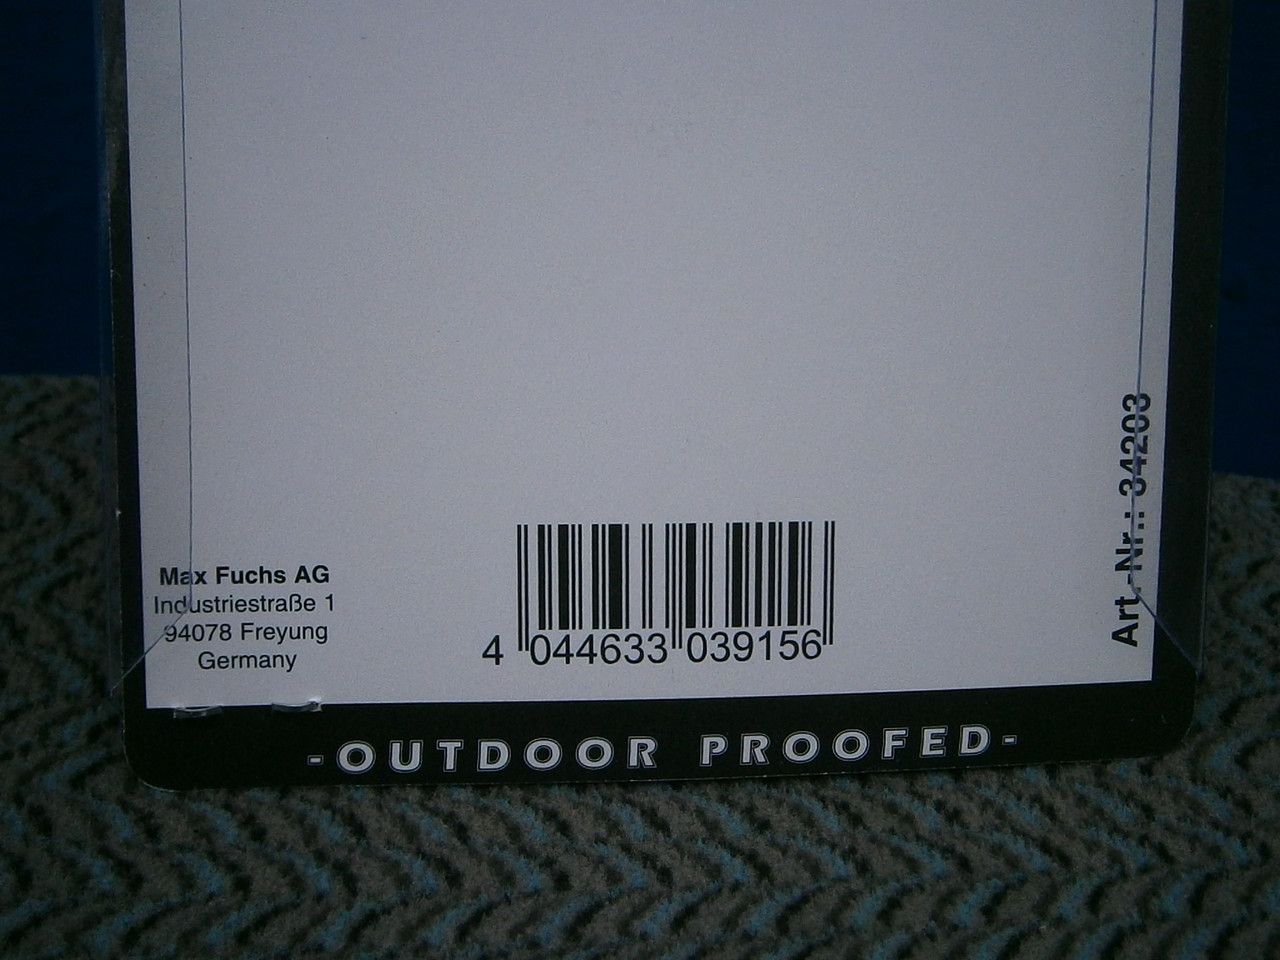 Art.-Nr.: 34203
Max Fuchs AG
Industriestraße 1
94078 Freyung
Germany
4 044633 039156
-OUTDOOR PROOFED-